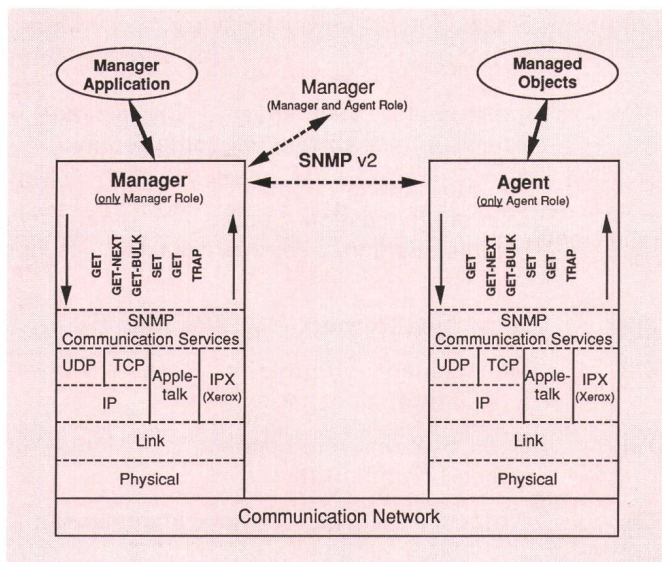 Manager
Application
Manager
(Manager and Agent Role)
Managed
Objects
SNMP v2
Manager
(only Manager Role)
GET
GET-NEXT
GET-BULK
SET
GET
TRAP
SNMP
Communication Services
UDP
TCP
IP
Apple-
talk
IPX
(Xerox)
Link
Physical
Agent
(only Agent Role)
GET
GET-NEXT
GET-BULK
SET
GET
TRAP
SNMP
Communication Services
UDP
TCP
IP
Apple-
talk
IPX
(Xerox)
Link
Physical
Communication Network